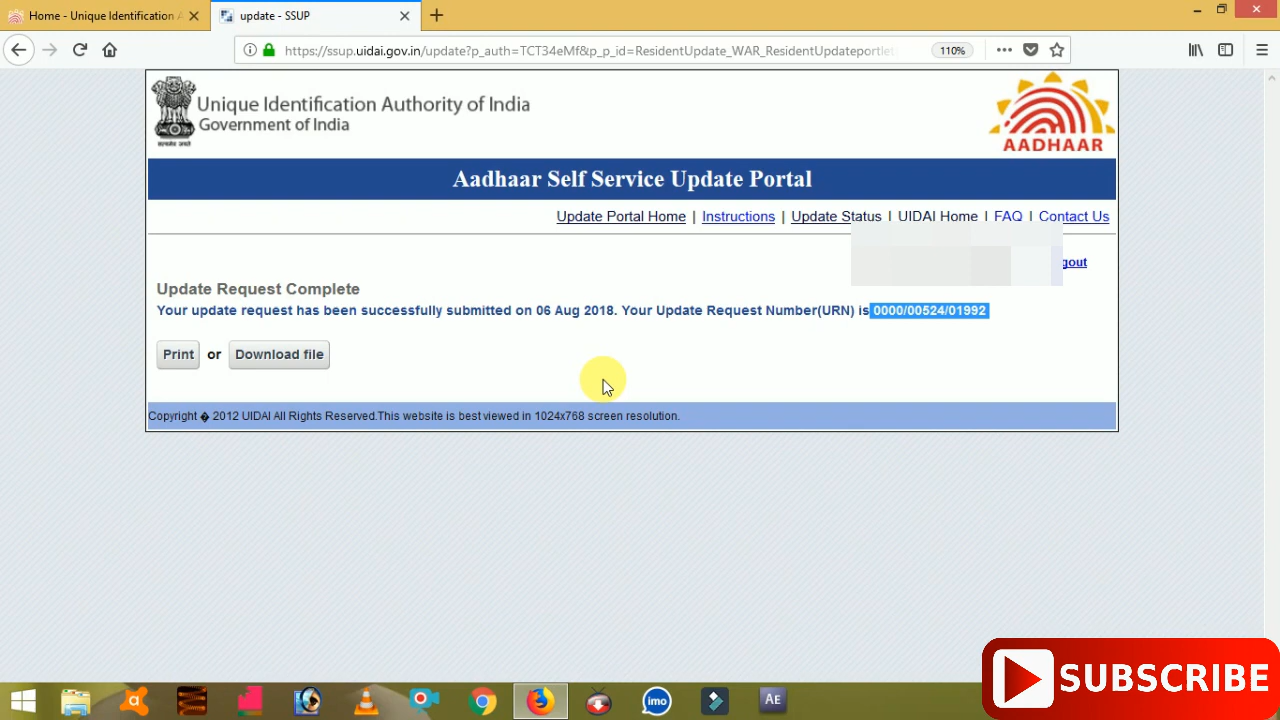 Home - Unique Identification A
update - SSUP
https://ssup.uidai.gov.in/update?p_auth=TCT34eMf&p_p_id=ResidentUpdate_WAR_ResidentUpdateportlet
110%
Unique Identification Authority of India
Government of India
AADHAAR
Aadhaar Self Service Update Portal
Update Portal Home | Instructions | Update Status | UIDAI Home | FAQ | Contact Us
gout
Update Request Complete
Your update request has been successfully submitted on 06 Aug 2018. Your Update Request Number(URN) is 0000/00524/01992
Print or Download file
Copyright � 2012 UIDAI All Rights Reserved.This website is best viewed in 1024x768 screen resolution.
SUBSCRIBE
imo
AE